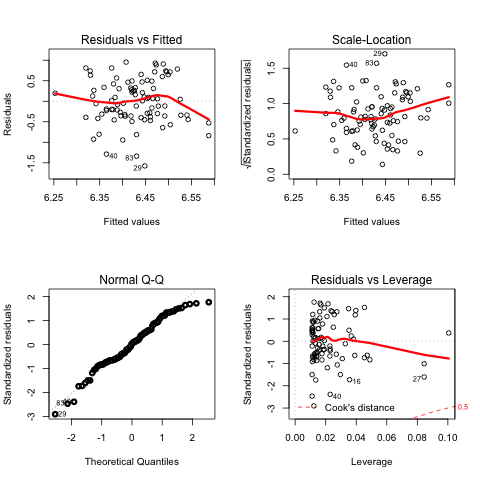 Residuals vs Fitted
Residuals
0.5
-0.5
-1.5
40
83
29
6.25 6.35 6.45 6.55
Fitted values
Scale-Location
√|Standardized residuals|
1.5
1.0
0.5
0.0
29
40
83
6.25 6.35 6.45 6.55
Fitted values
Normal Q-Q
Standardized residuals
2
1
0
-1
-2
-3
83
29
-2 -1 0 1 2
Theoretical Quantiles
Residuals vs Leverage
Standardized residuals
2
1
0
-1
-2
-3
16
27
40
Cook's distance
0.5
0.00 0.02 0.04 0.06 0.08 0.10
Leverage